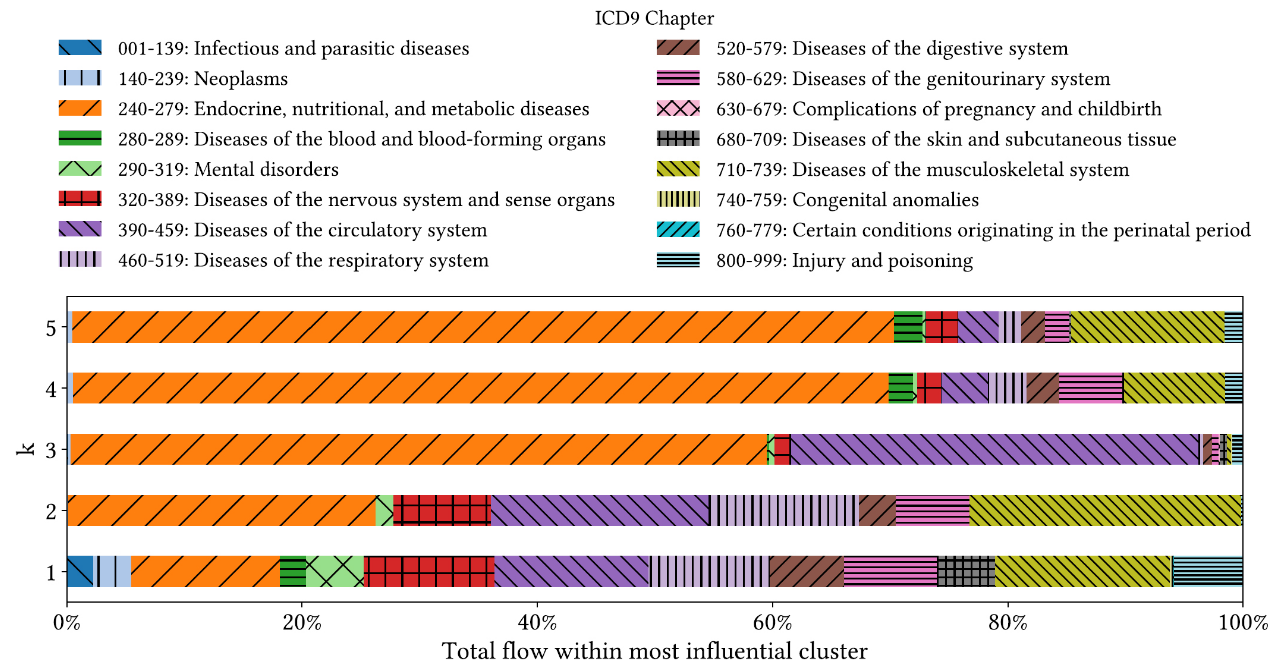 ICD9 Chapter
001-139: Infectious and parasitic diseases
140-239: Neoplasms
240-279: Endocrine, nutritional, and metabolic diseases
280-289: Diseases of the blood and blood-forming organs
290-319: Mental disorders
320-389: Diseases of the nervous system and sense organs
390-459: Diseases of the circulatory system
460-519: Diseases of the respiratory system
520-579: Diseases of the digestive system
580-629: Diseases of the genitourinary system
630-679: Complications of pregnancy and childbirth
680-709: Diseases of the skin and subcutaneous tissue
710-739: Diseases of the musculoskeletal system
740-759: Congenital anomalies
760-779: Certain conditions originating in the perinatal period
800-999: Injury and poisoning
k
5
4
3
2
1
0% 20% 40% 60% 80% 100%
Total flow within most influential cluster